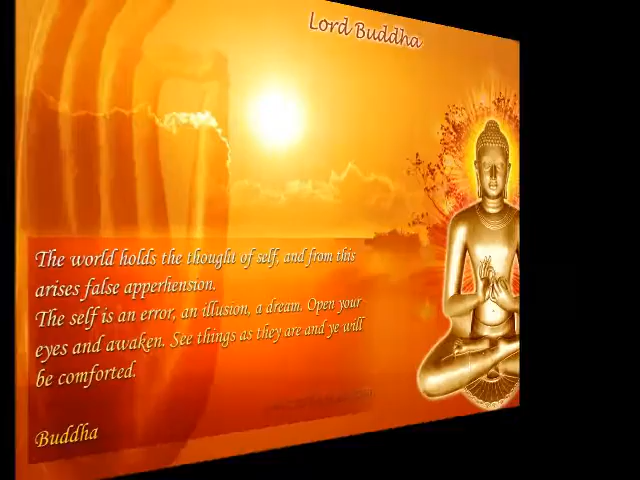 Lord Buddha
The world holds the thought of self, and from this
arises false apperhension.
The self is an error, an illusion, a dream. Open your
eyes and awaken. See things as they are and ye will
be comforted.
Buddha